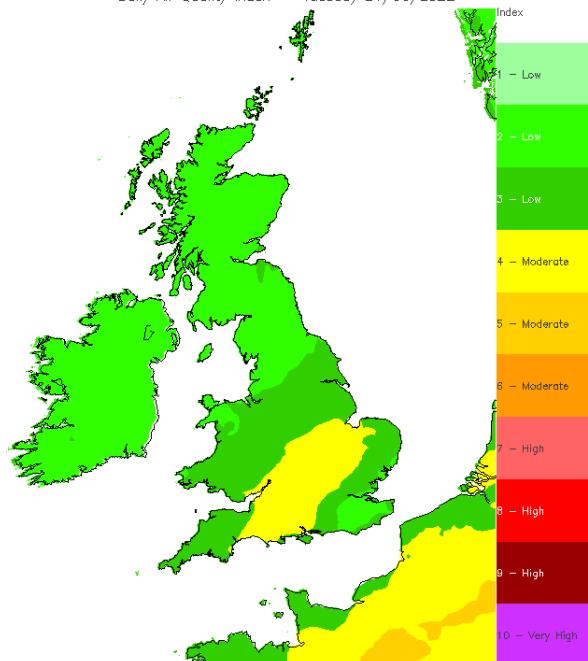 Index
1 - Low
2 - Low
3 - Low
4 - Moderate
5 - Moderate
6 - Moderate
7 - High
8 - High
9 - High
10 - Very High